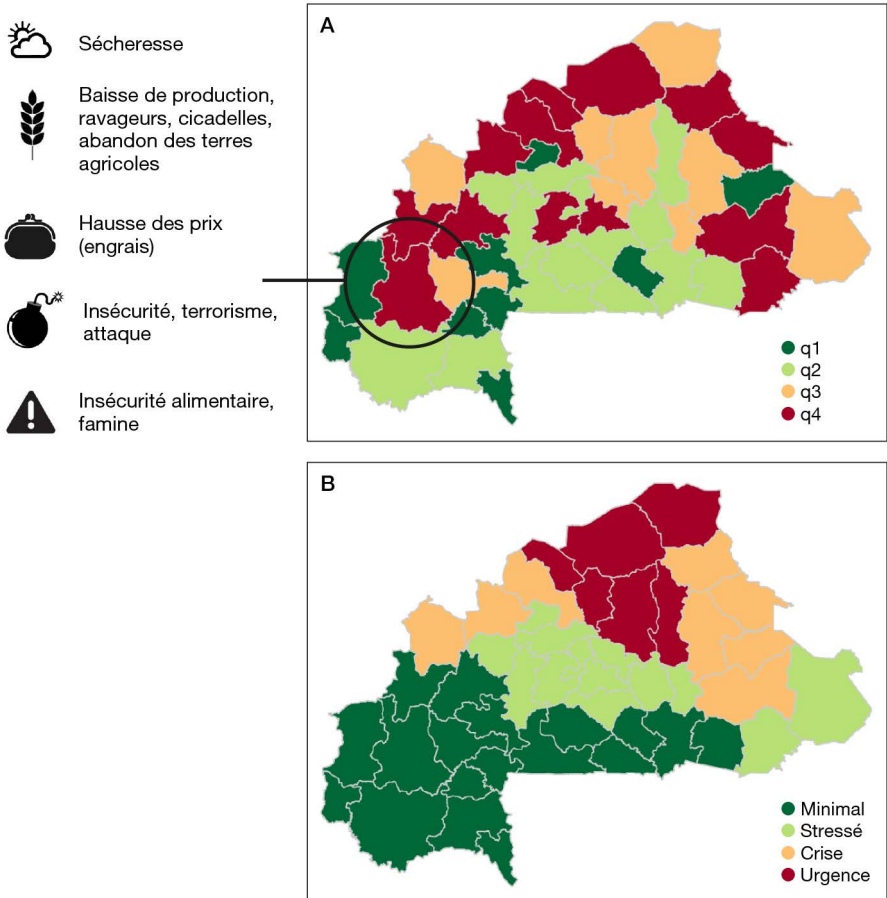 Sécheresse
Baisse de production,
ravageurs, cicadelles,
abandon des terres
agricoles
Hausse des prix
(engrais)
Insécurité, terrorisme,
attaque
Insécurité alimentaire,
famine
A
q1
q2
q3
q4
B
Minimal
Stressé
Crise
Urgence